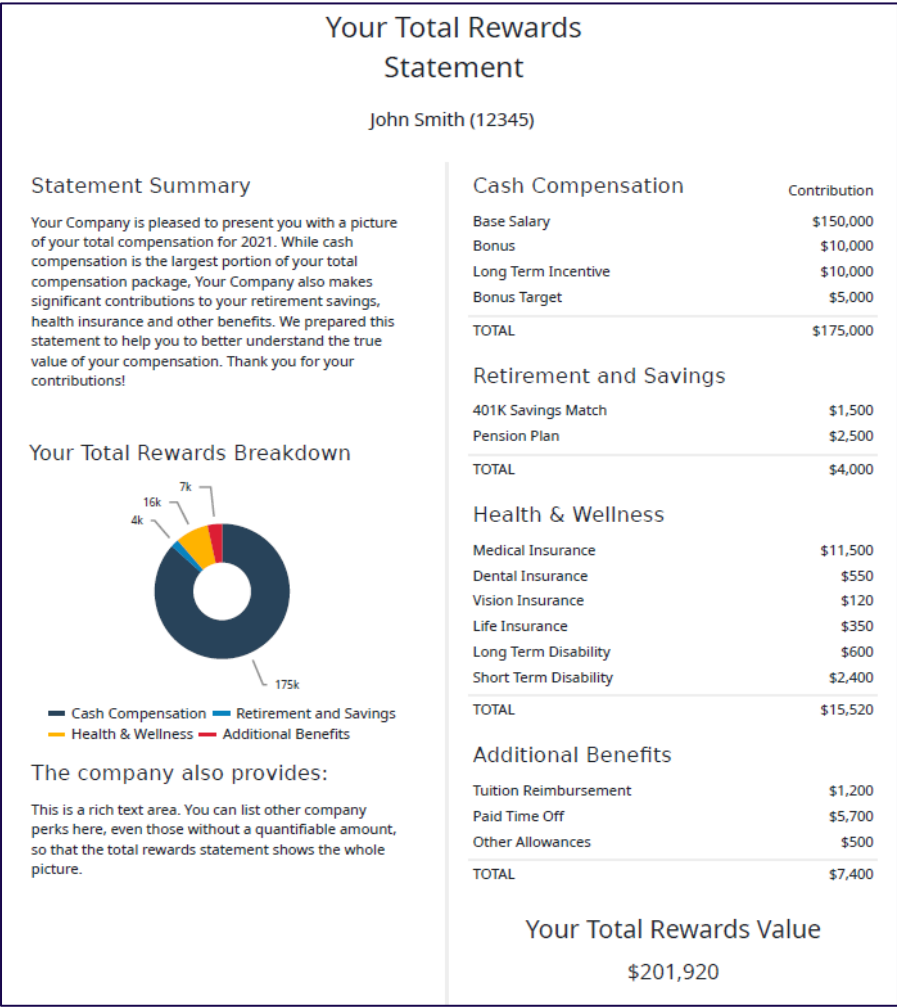 Your Total Rewards
Statement
John Smith (12345)
Statement Summary
Your Company is pleased to present you with a picture
of your total compensation for 2021. While cash
compensation is the largest portion of your total
compensation package, Your Company also makes
significant contributions to your retirement savings,
health insurance and other benefits. We prepared this
statement to help you to better understand the true
value of your compensation. Thank you for your
contributions!
Your Total Rewards Breakdown
7k
16k
4k
175k
Cash Compensation Retirement and Savings
Health & Wellness Additional Benefits
The company also provides:
This is a rich text area. You can list other company
perks here, even those without a quantifiable amount,
so that the total rewards statement shows the whole
picture.
Cash Compensation Contribution
Base Salary $150,000
Bonus $10,000
Long Term Incentive $10,000
Bonus Target $5,000
TOTAL $175,000
Retirement and Savings
401K Savings Match $1,500
Pension Plan $2,500
TOTAL $4,000
Health & Wellness
Medical Insurance $11,500
Dental Insurance $550
Vision Insurance $120
Life Insurance $350
Long Term Disability $600
Short Term Disability $2,400
TOTAL $15,520
Additional Benefits
Tuition Reimbursement $1,200
Paid Time Off $5,700
Other Allowances $500
TOTAL $7,400
Your Total Rewards Value
$201,920